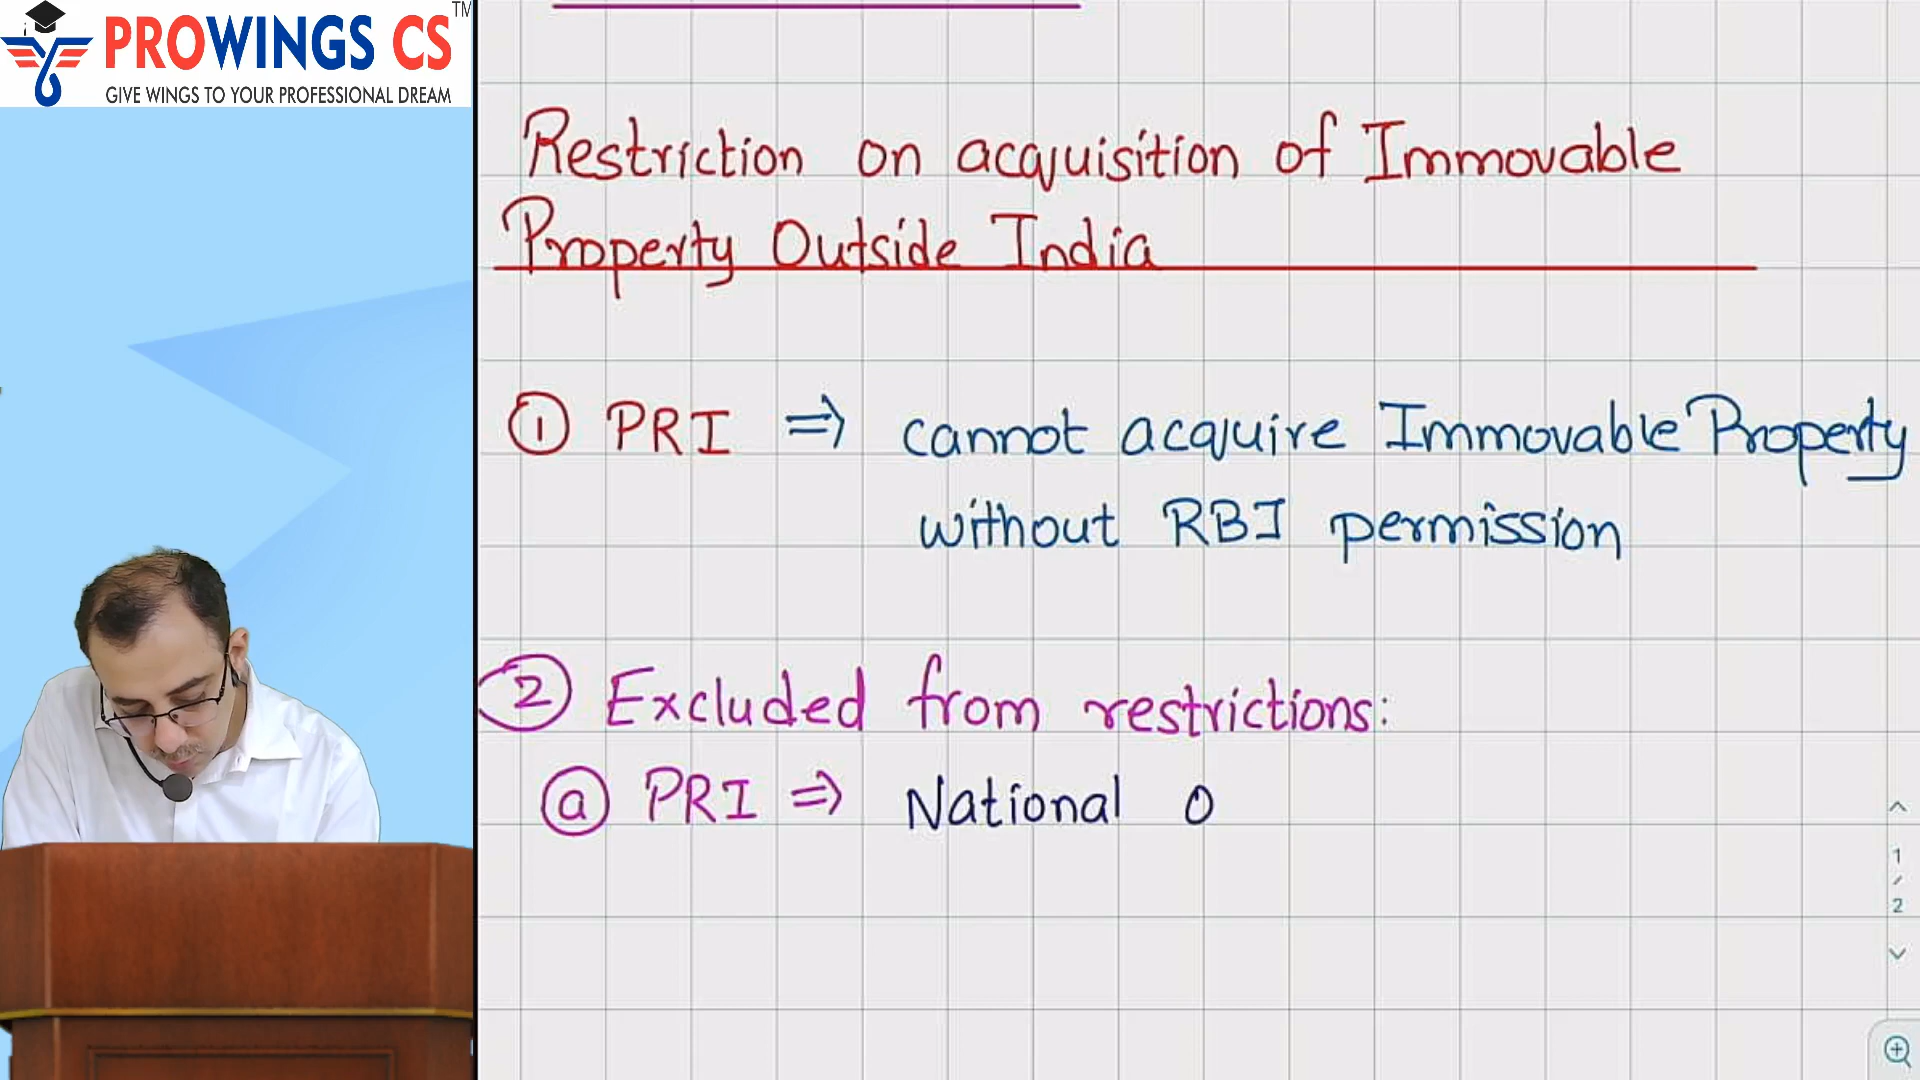 PROWINGS CS TM
GIVE WINGS TO YOUR PROFESSIONAL DREAM
Restriction on acquisition of Immovable
Property Outside India
① PRI ⇒ cannot acquire Immovable Property
without RBI permission
② Excluded from restrictions:
ⓐ PRI ⇒ National o
1
/
2